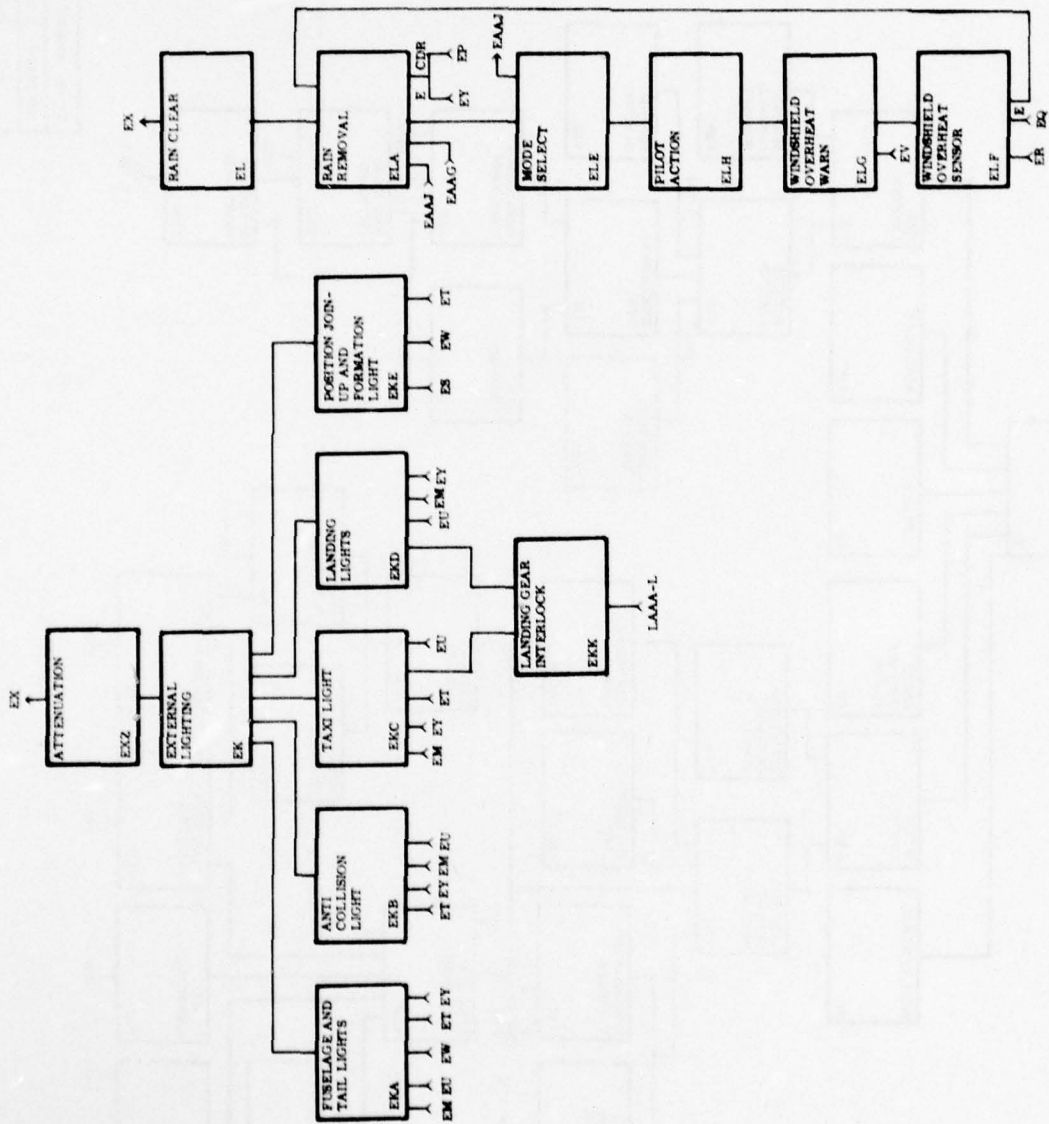 EX
ATTENUATION
EXZ
EXTERNAL
LIGHTING
EK
FUSELAGE AND
TAIL LIGHTS
EKA
EM EU EW ET EY
ANTI
COLLISION
LIGHT
EKB
ET EY EM EU
TAXI LIGHT
EKC
EM EY ET EU
LANDING
LIGHTS
EKD
EU EM EY
POSITION JOIN-
UP AND
FORMATION
LIGHT
EKE
ES EW ET
LANDING GEAR
INTERLOCK
EKK
LAAA-L
EX
RAIN CLEAR
EL
RAIN
REMOVAL
ELA
E CDR
EAAJ
EAAG
EY EP
EAAJ
MODE
SELECT
ELE
PILOT
ACTION
ELH
WINDSHIELD
OVERHEAT
WARN
ELG
EV
WINDSHIELD
OVERHEAT
SENSOR
ELF
E
ER EQ